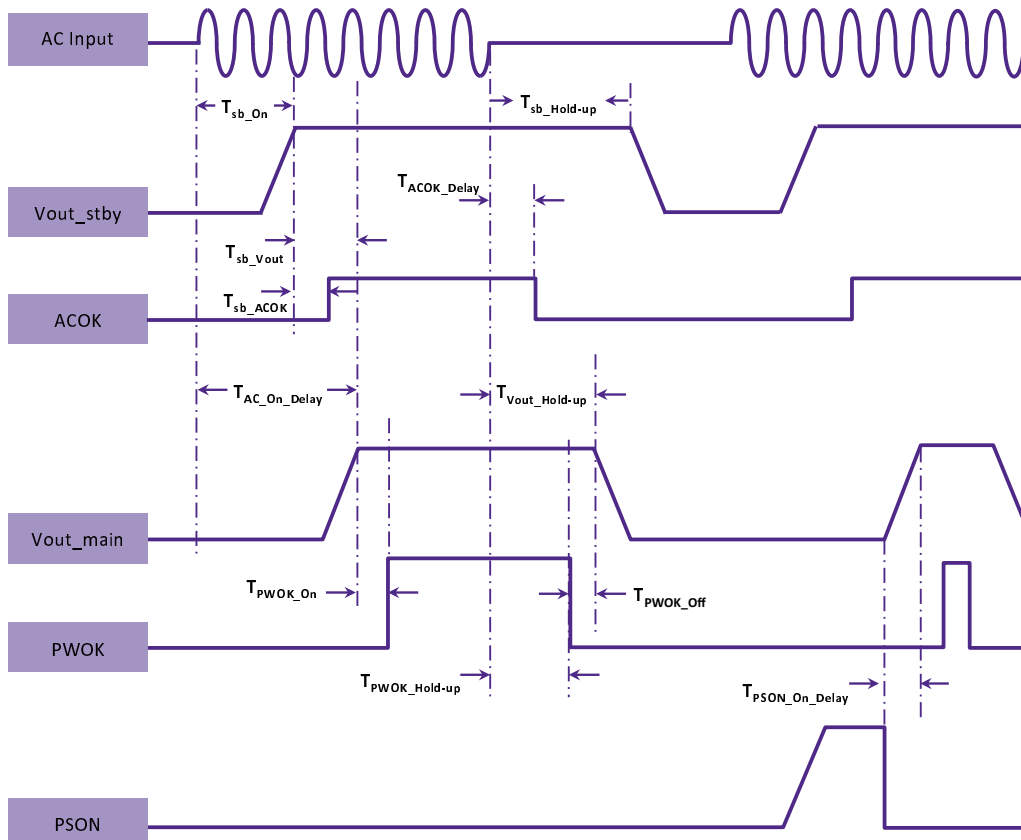 AC Input
Tsb_On
Tsb_Hold-up
TACOK_Delay
Vout_stby
Tsb_Vout
Tsb_ACOK
ACOK
TAC_On_Delay
TVout_Hold-up
Vout_main
TPWOK_On
TPWOK_Off
PWOK
TPWOK_Hold-up
TPSON_On_Delay
PSON